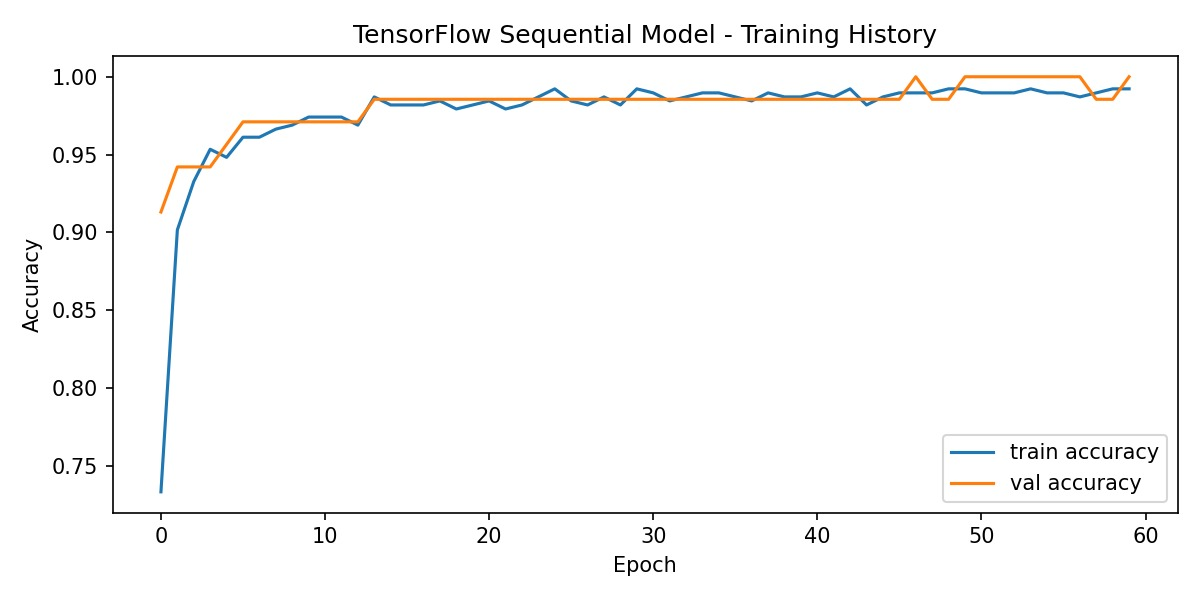 TensorFlow Sequential Model - Training History
1.00
0.95
0.90
0.85
0.80
0.75
Accuracy
train accuracy
val accuracy
0 10 20 30 40 50 60
Epoch